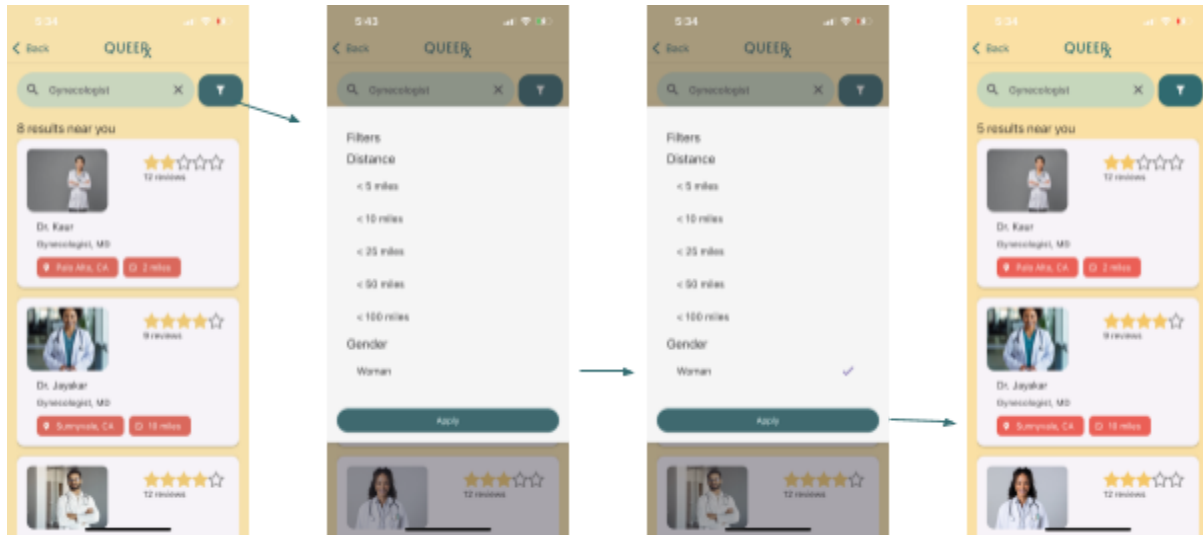 5:34
Back QUEERx
Gynecologist
8 results near you
12 reviews
Dr. Kaur
Gynecologist, MD
Palo Alto, CA 2 miles
9 reviews
Dr. Jayakar
Gynecologist, MD
Sunnyvale, CA 10 miles
12 reviews
5:43
Back QUEERx
Gynecologist
Filters
Distance
< 5 miles
< 10 miles
< 25 miles
< 50 miles
< 100 miles
Gender
Woman
Apply
12 reviews
5:34
Back QUEERx
Gynecologist
Filters
Distance
< 5 miles
< 10 miles
< 25 miles
< 50 miles
< 100 miles
Gender
Woman
Apply
12 reviews
5:34
Back QUEERx
Gynecologist
5 results near you
12 reviews
Dr. Kaur
Gynecologist, MD
Palo Alto, CA 2 miles
9 reviews
Dr. Jayakar
Gynecologist, MD
Sunnyvale, CA 10 miles
12 reviews